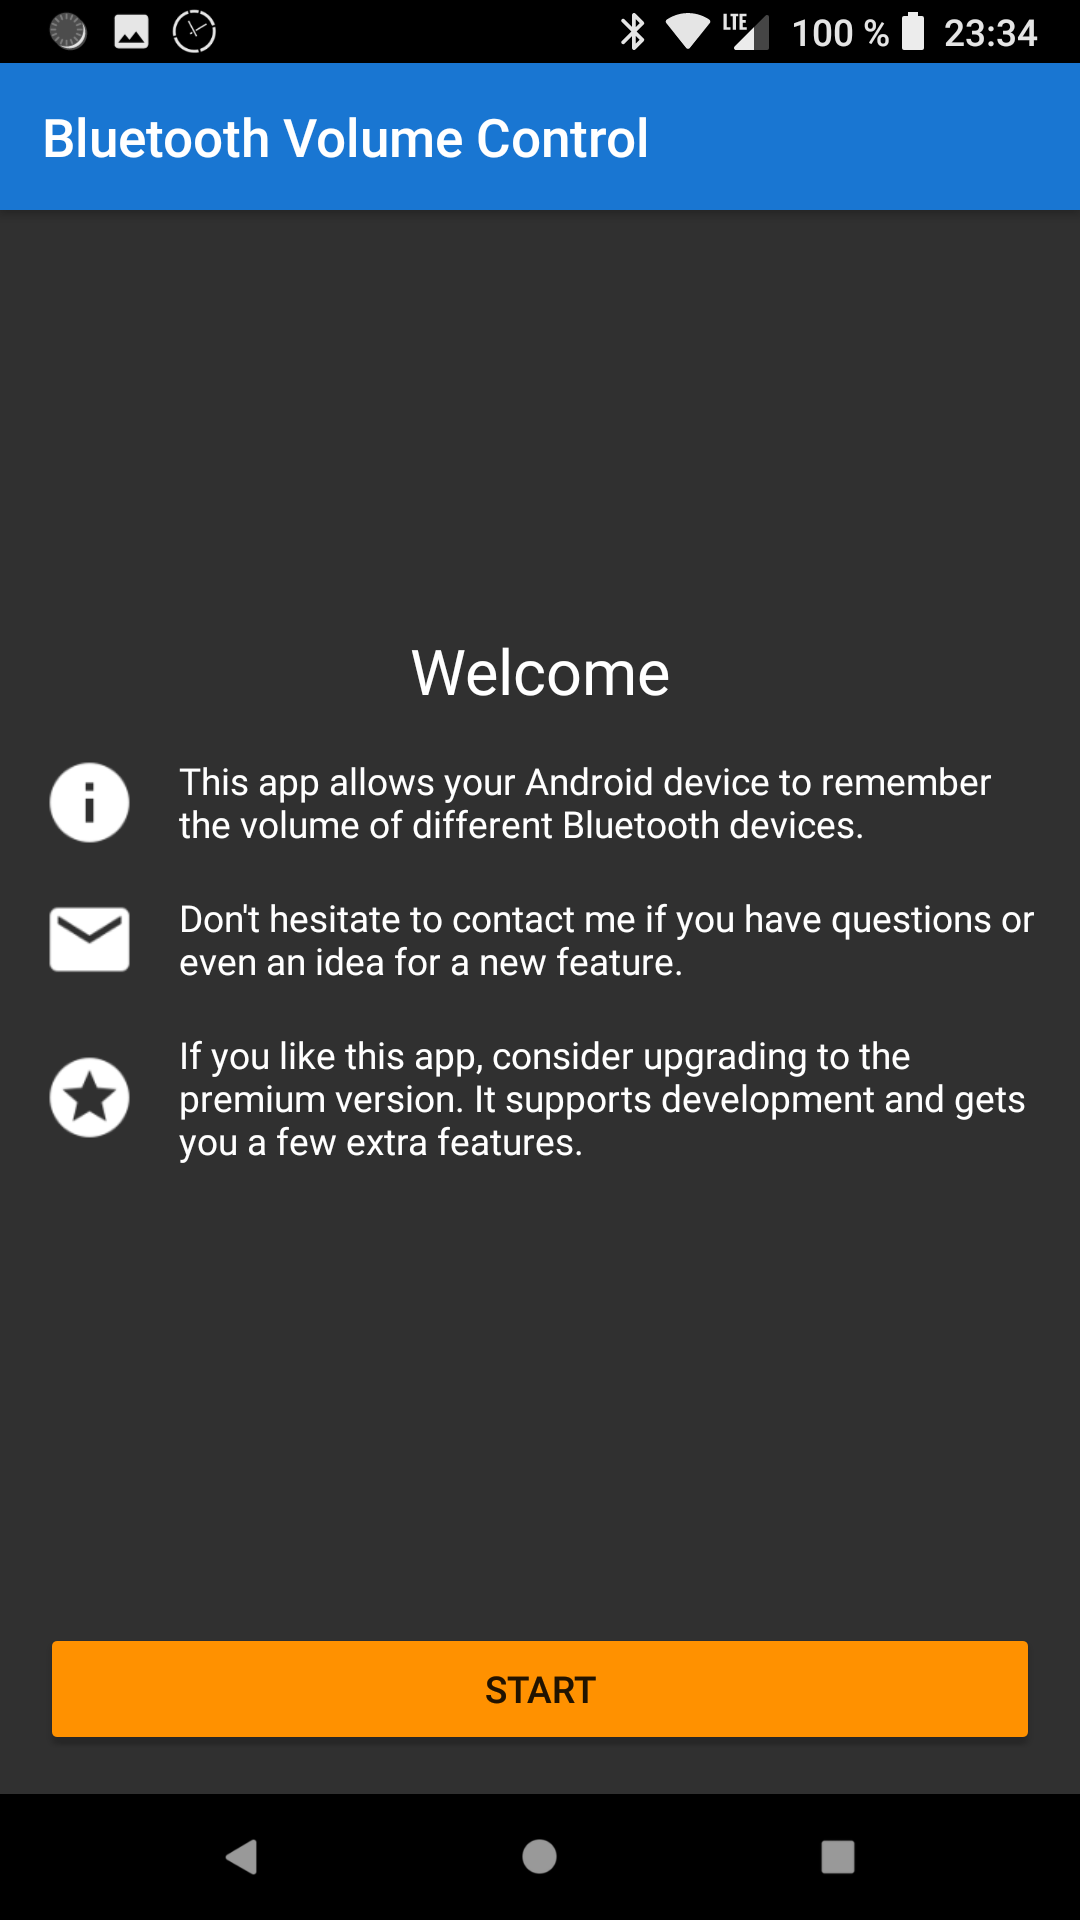 LTE 100 % 23:34
Bluetooth Volume Control
Welcome
This app allows your Android device to remember
the volume of different Bluetooth devices.
Don't hesitate to contact me if you have questions or
even an idea for a new feature.
If you like this app, consider upgrading to the
premium version. It supports development and gets
you a few extra features.
START